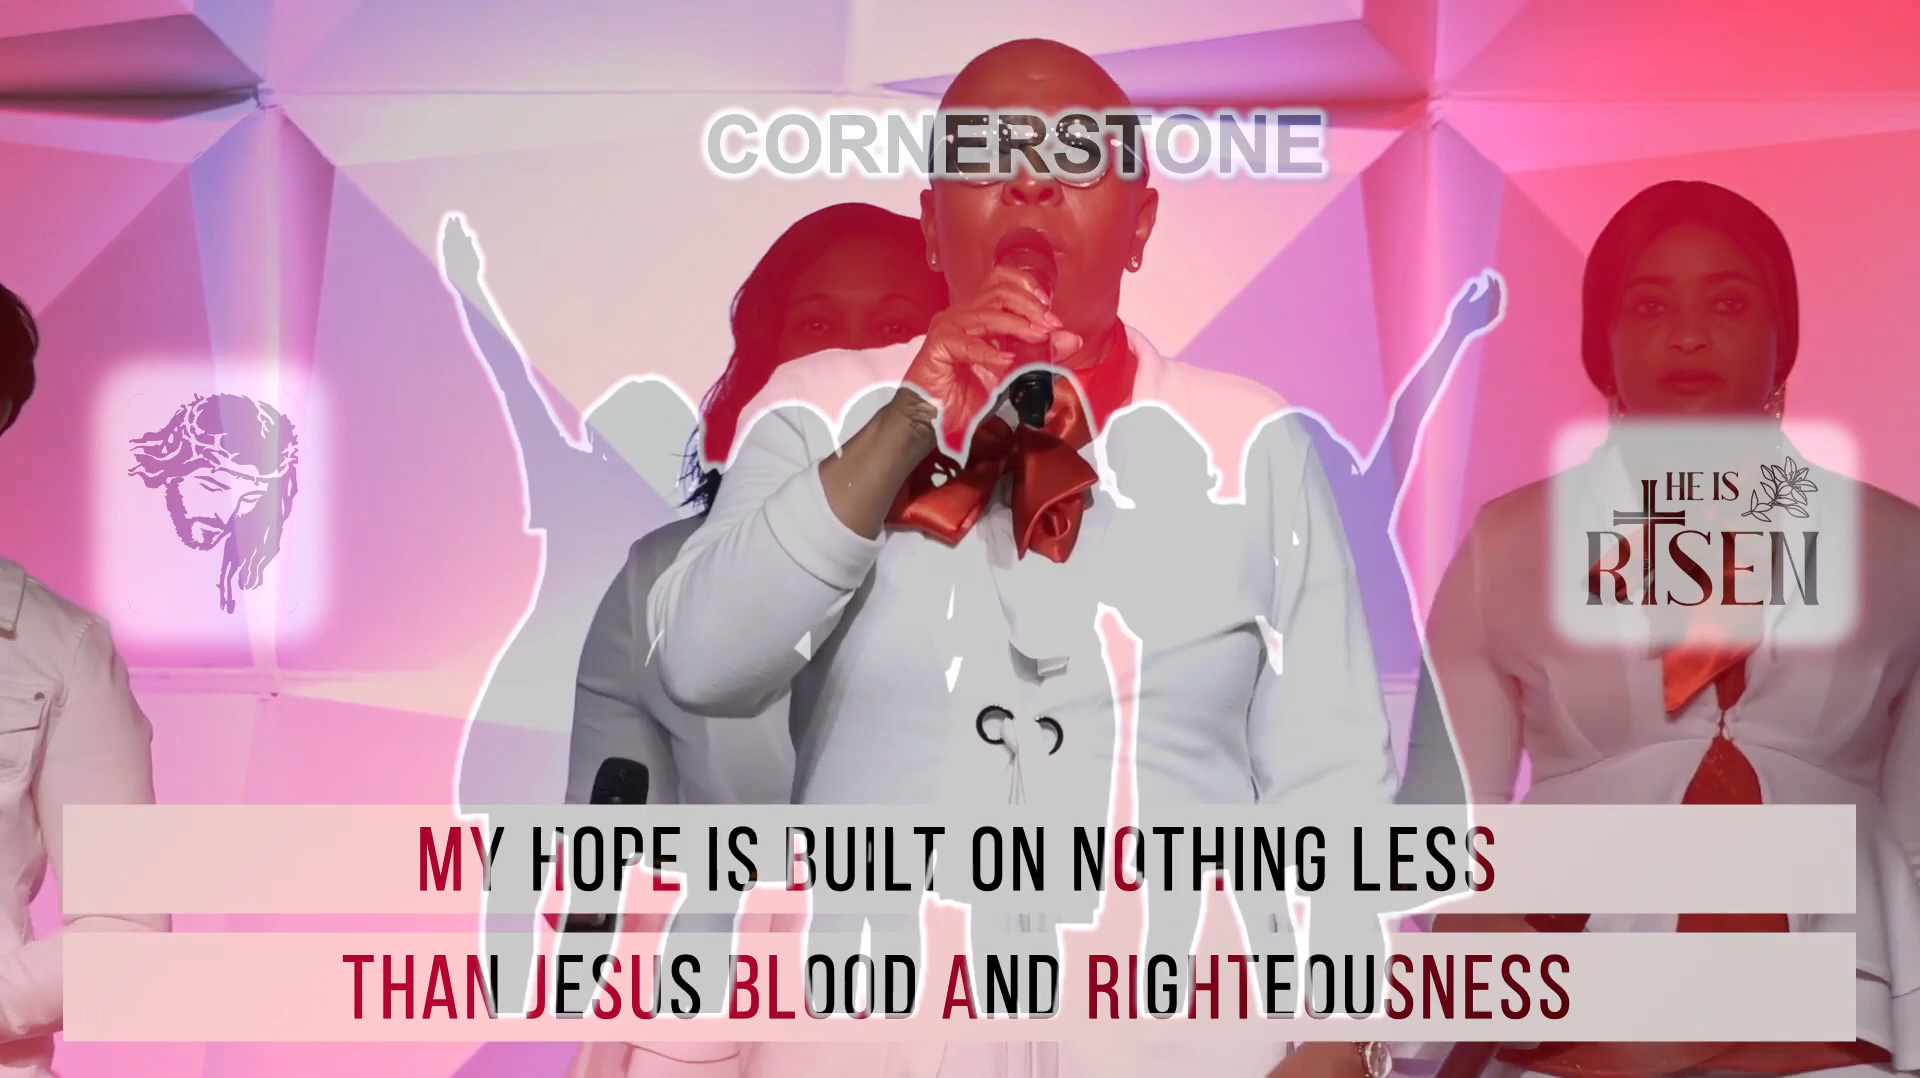 CORNERSTONE
HE IS
RISEN
MY HOPE IS BUILT ON NOTHING LESS
THAN JESUS BLOOD AND RIGHTEOUSNESS